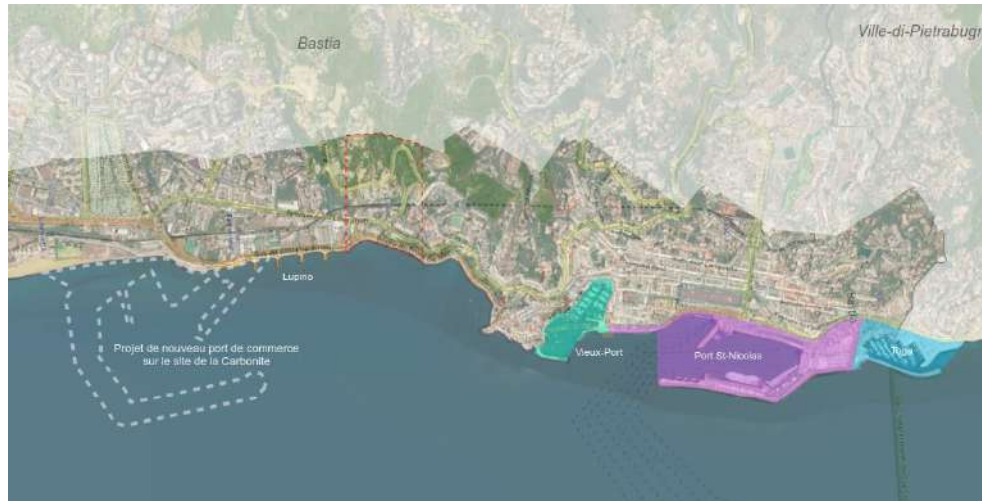 Bastia
Ville-di-Pietrabugn
Lupino
Projet de nouveau port de commerce
sur le site de la Carbonite
Vieux-Port
Port St-Nicolas
Toga